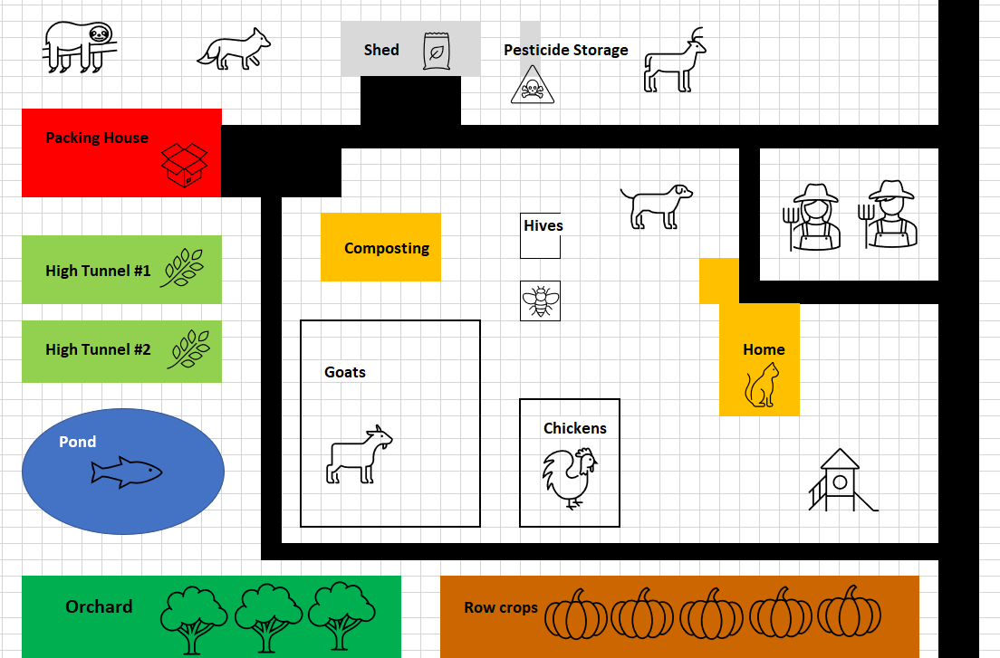 Shed
Pesticide Storage
Packing House
Hives
Composting
High Tunnel #1
High Tunnel #2
Home
Goats
Chickens
Pond
Orchard
Row crops